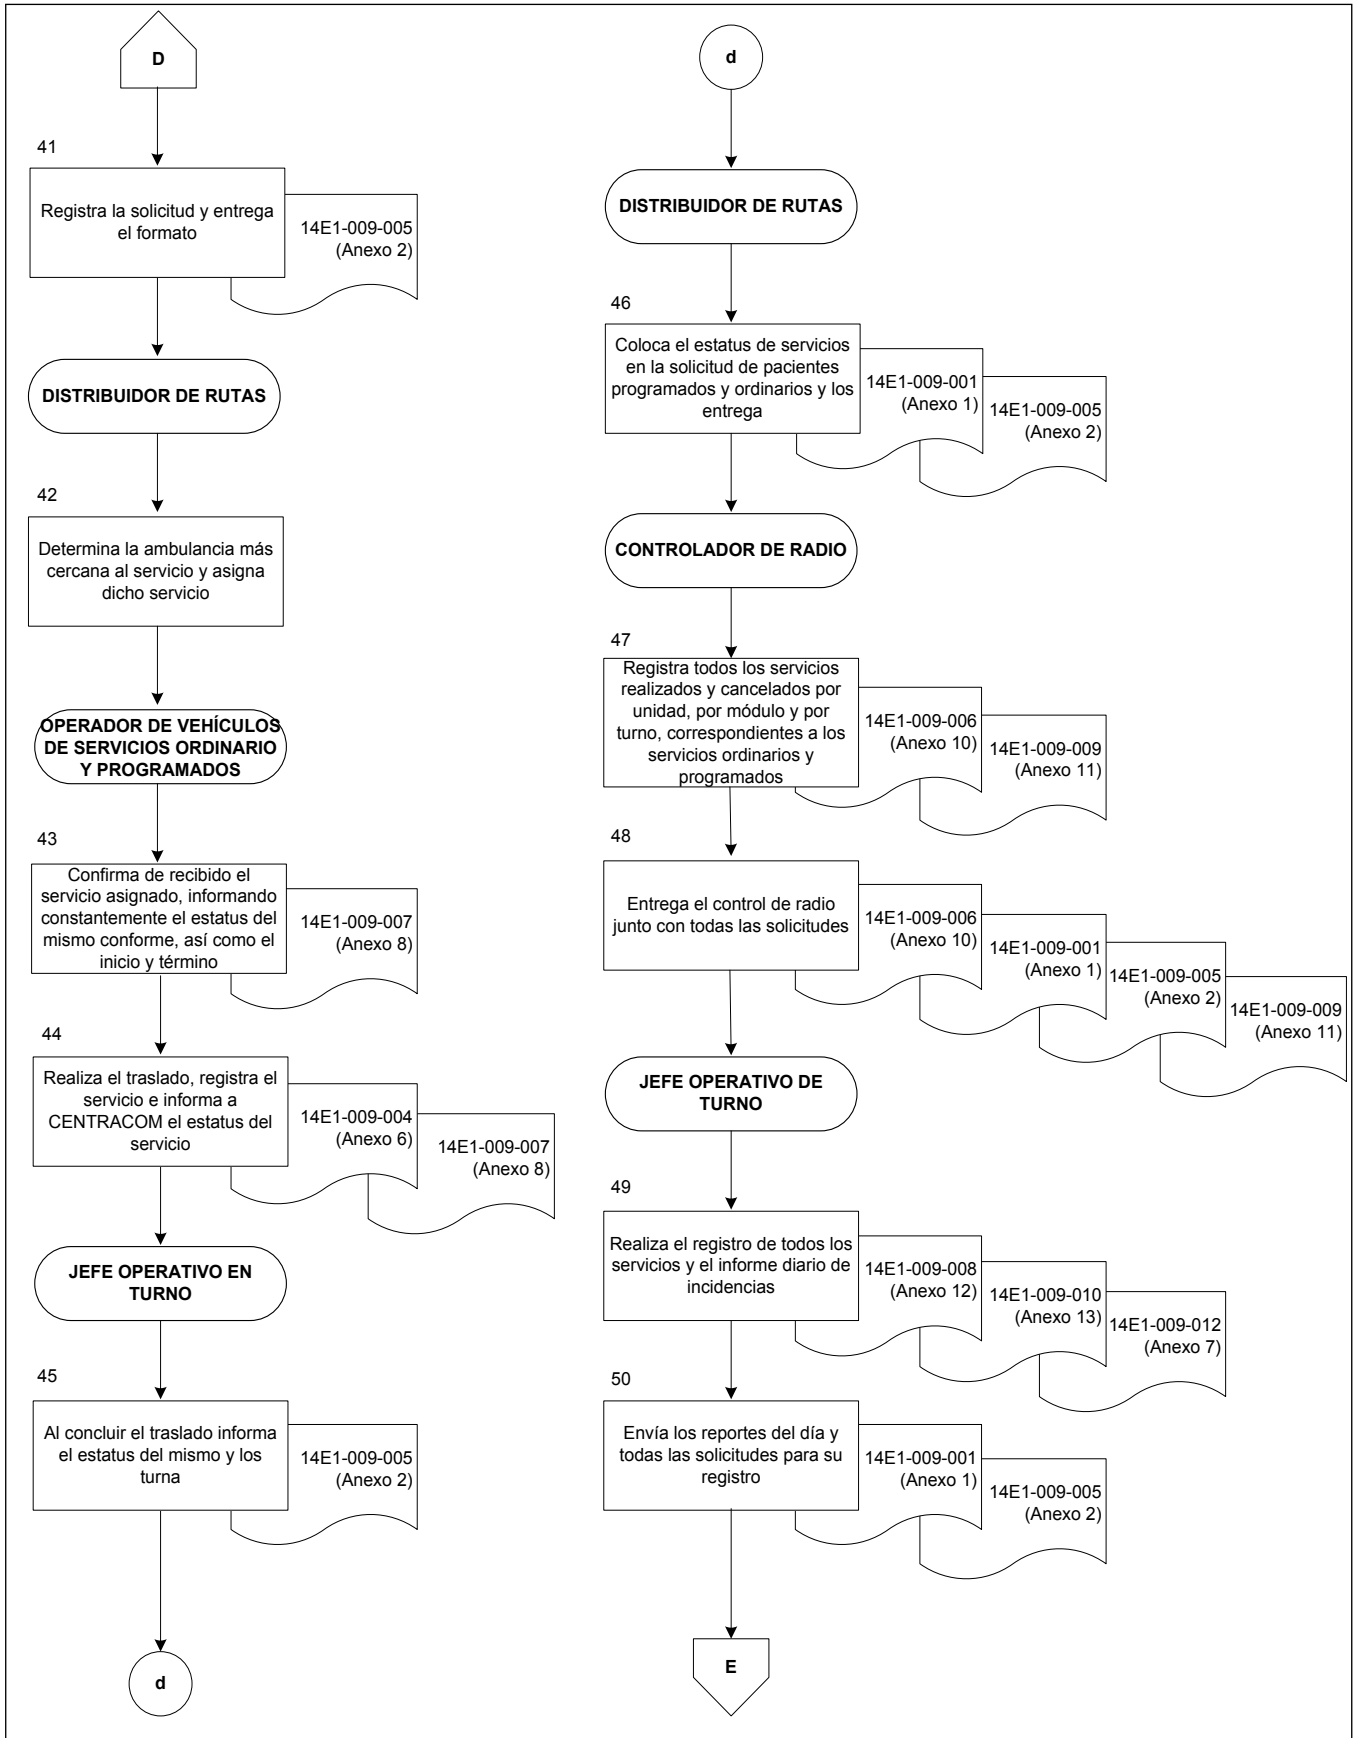 D
41
Registra la solicitud y entrega
el formato
14E1-009-005
(Anexo 2)
DISTRIBUIDOR DE RUTAS
42
Determina la ambulancia más
cercana al servicio y asigna
dicho servicio
OPERADOR DE VEHÍCULOS
DE SERVICIOS ORDINARIO
Y PROGRAMADOS
43
Confirma de recibido el
servicio asignado, informando
constantemente el estatus del
mismo conforme, así como el
inicio y término
14E1-009-007
(Anexo 8)
44
Realiza el traslado, registra el
servicio e informa a
CENTRACOM el estatus del
servicio
14E1-009-004
(Anexo 6)
14E1-009-007
(Anexo 8)
JEFE OPERATIVO EN
TURNO
45
Al concluir el traslado informa
el estatus del mismo y los
turna
14E1-009-005
(Anexo 2)
d
d
DISTRIBUIDOR DE RUTAS
46
Coloca el estatus de servicios
en la solicitud de pacientes
programados y ordinarios y los
entrega
14E1-009-001
(Anexo 1)
14E1-009-005
(Anexo 2)
CONTROLADOR DE RADIO
47
Registra todos los servicios
realizados y cancelados por
unidad, por módulo y por
turno, correspondientes a los
servicios ordinarios y
programados
14E1-009-006
(Anexo 10)
14E1-009-009
(Anexo 11)
48
Entrega el control de radio
junto con todas las solicitudes
14E1-009-006
(Anexo 10)
14E1-009-001
(Anexo 1)
14E1-009-005
(Anexo 2)
14E1-009-009
(Anexo 11)
JEFE OPERATIVO DE
TURNO
49
Realiza el registro de todos los
servicios y el informe diario de
incidencias
14E1-009-008
(Anexo 12)
14E1-009-010
(Anexo 13)
14E1-009-012
(Anexo 7)
50
Envía los reportes del día y
todas las solicitudes para su
registro
14E1-009-001
(Anexo 1)
14E1-009-005
(Anexo 2)
E